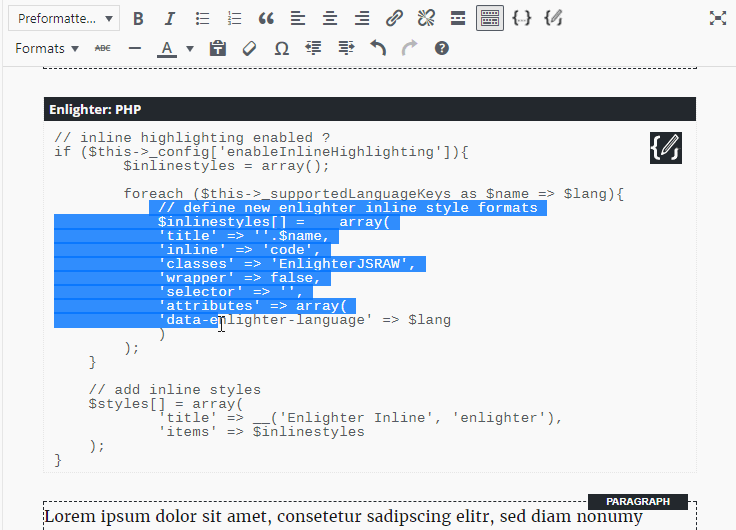 Preformatte...
B I
Formats ABC A
Enlighter: PHP
// inline highlighting enabled ?
if ($this->_config['enableInlineHighlighting']){
$inlinestyles = array();
foreach ($this->_supportedLanguageKeys as $name => $lang){
// define new enlighter inline style formats
$inlinestyles[] =    array(
'title' => ''.$name,
'inline' => 'code',
'classes' => 'EnlighterJSRAW',
'wrapper' => false,
'selector' => '',
'attributes' => array(
'data-enlighter-language' => $lang
)
);
}
// add inline styles
$styles[] = array(
'title' => __('Enlighter Inline', 'enlighter'),
'items' => $inlinestyles
);
}
PARAGRAPH
Lorem ipsum dolor sit amet, consetetur sadipscing elitr, sed diam nonumy